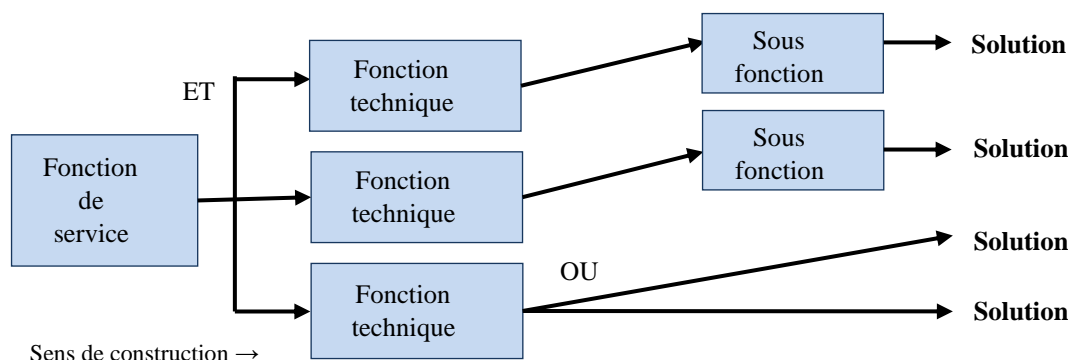 Sous
fonction
Solution
Fonction
technique
ET
Sous
fonction
Solution
Fonction
de
service
Fonction
technique
Solution
OU
Fonction
technique
Solution
Sens de construction →